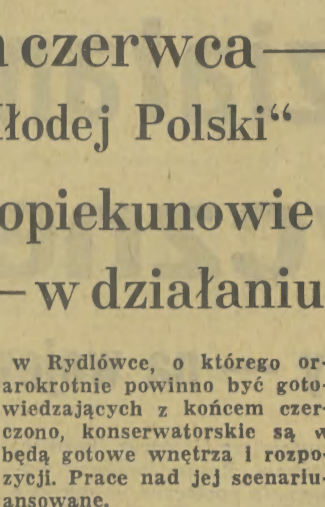 a czerwca —
łodej Polski“
opiekunowie
— w działaniu
w Rydlówce, o którego or-
arokrotnie powinno być goto-
wiedzających z końcem czer-
czono, konserwatorskie są w
będą gotowe wnętrza i rozpo-
zycji. Prace nad jej scenariu-
ansowane.